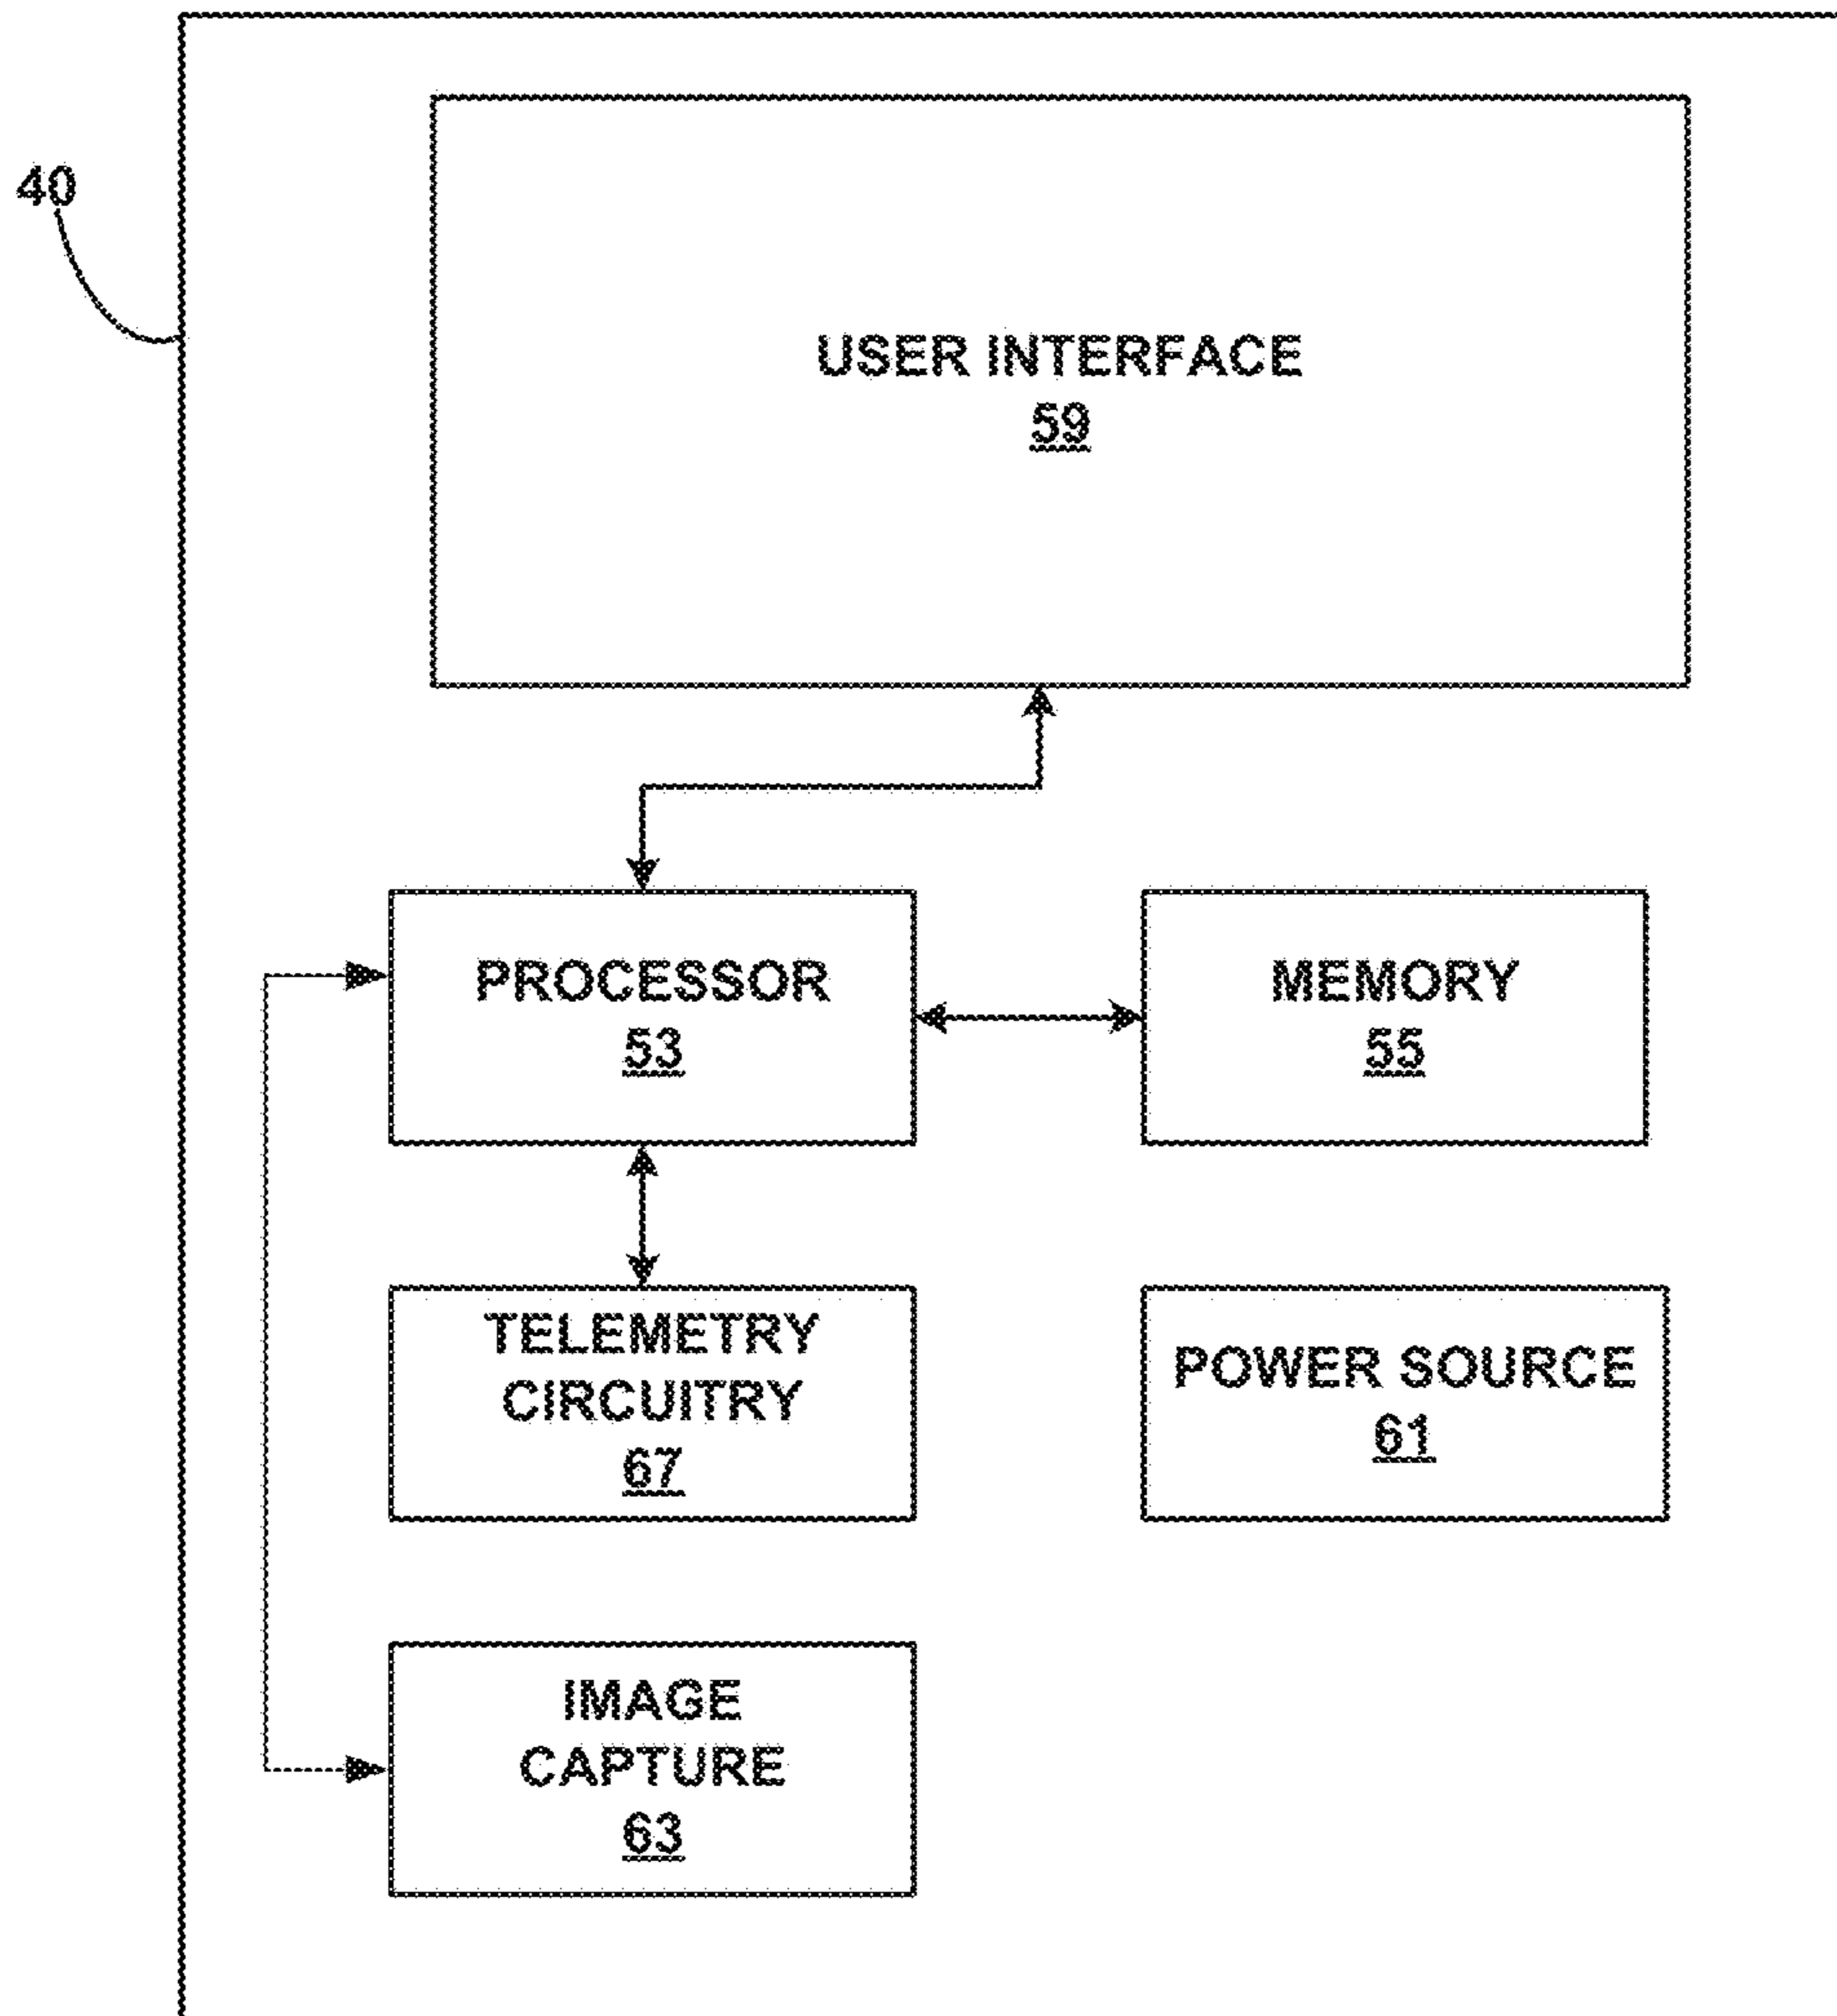 40
USER INTERFACE
59
PROCESSOR
53
MEMORY
55
TELEMETRY
CIRCUITRY
67
POWER SOURCE
61
IMAGE
CAPTURE
63